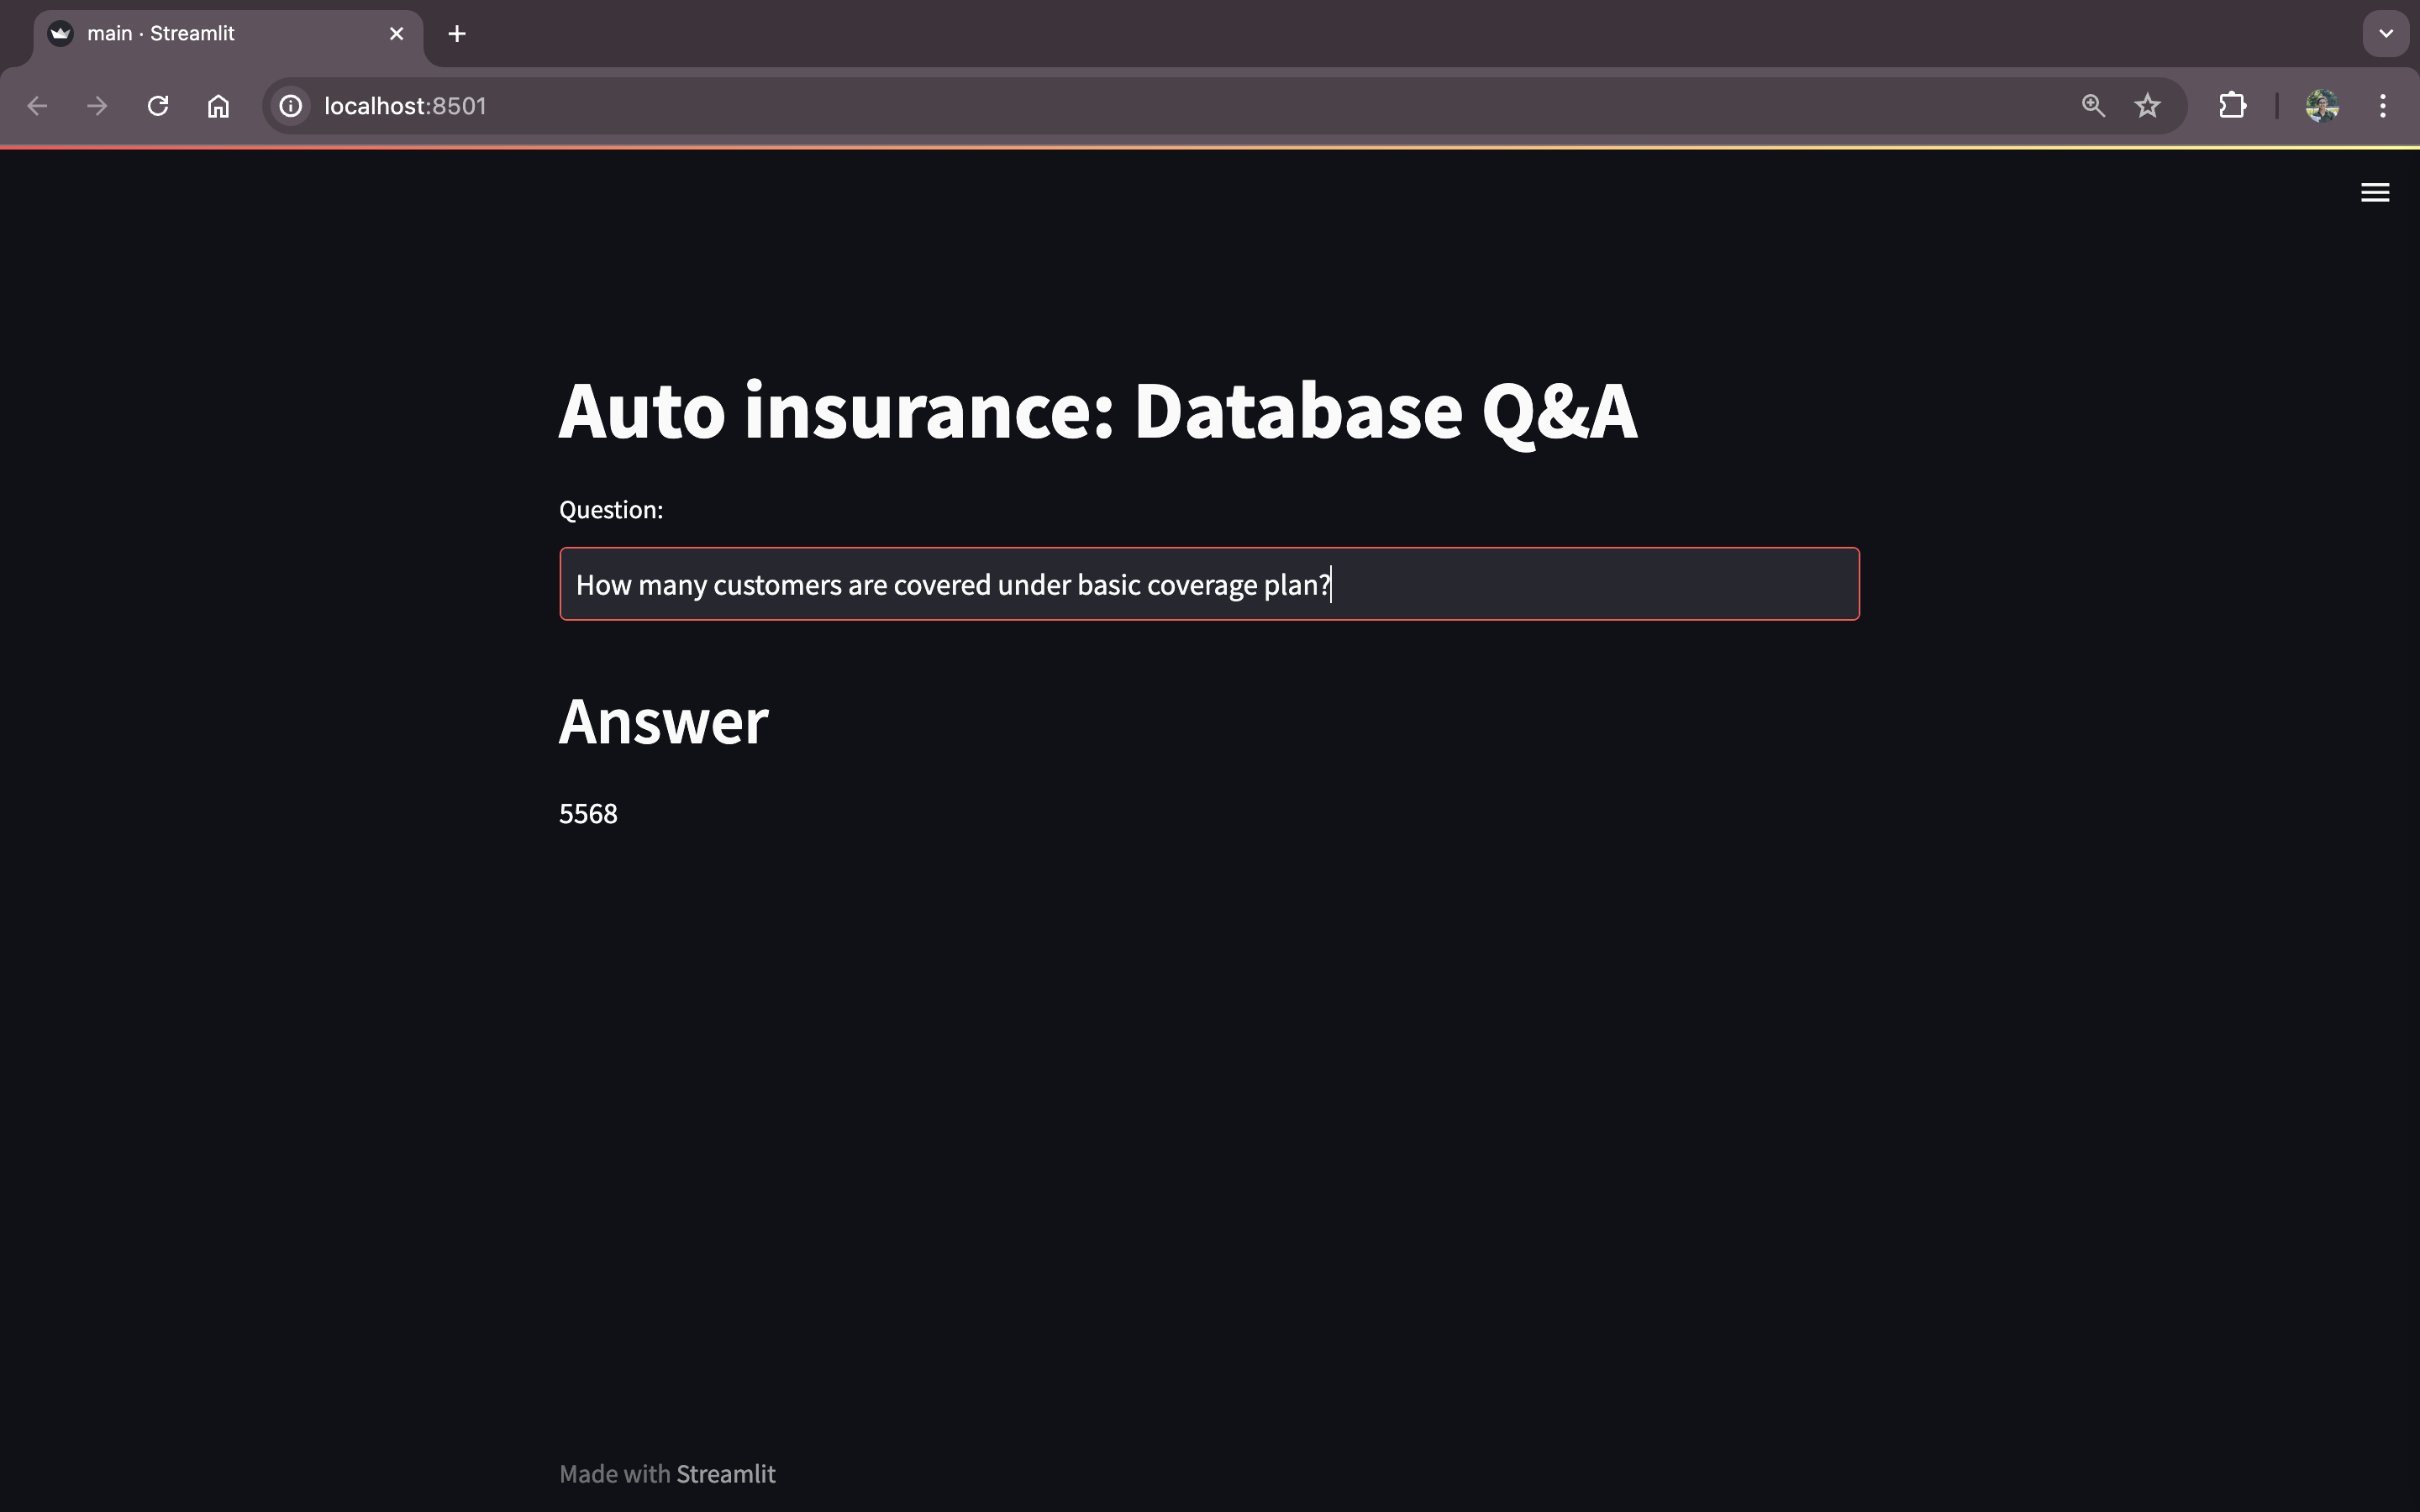 main · Streamlit
localhost:8501
Auto insurance: Database Q&A
Question:
How many customers are covered under basic coverage plan?
Answer
5568
Made with Streamlit